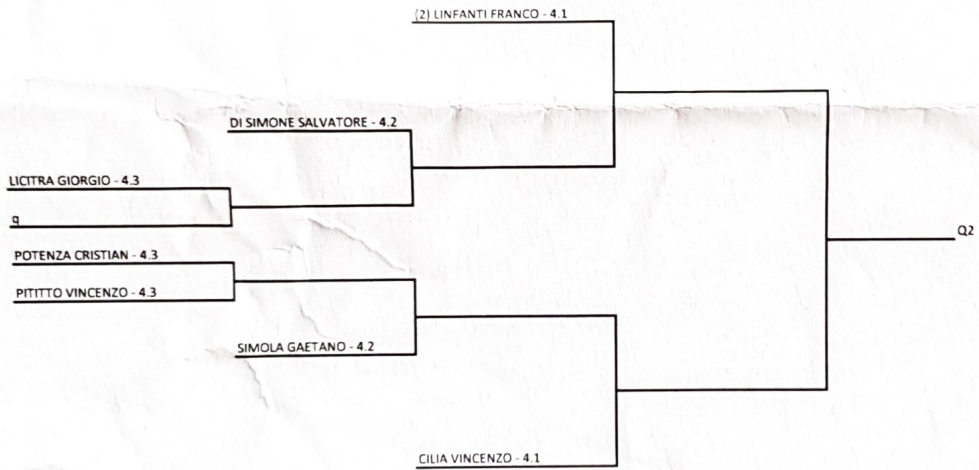 (2) LINFANTI FRANCO - 4.1
DI SIMONE SALVATORE - 4.2
LICITRA GIORGIO - 4.3
q
POTENZA CRISTIAN - 4.3
PITITTO VINCENZO - 4.3
SIMOLA GAETANO - 4.2
CILIA VINCENZO - 4.1
Q2